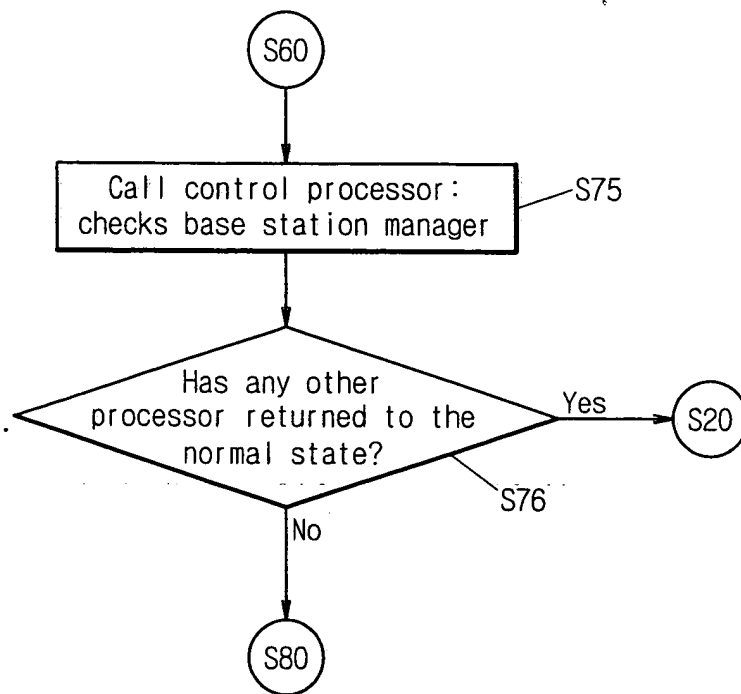 S60
Call control processor:
checks base station manager
S75
Has any other
processor returned to the
normal state?
Yes
S20
S76
No
S80